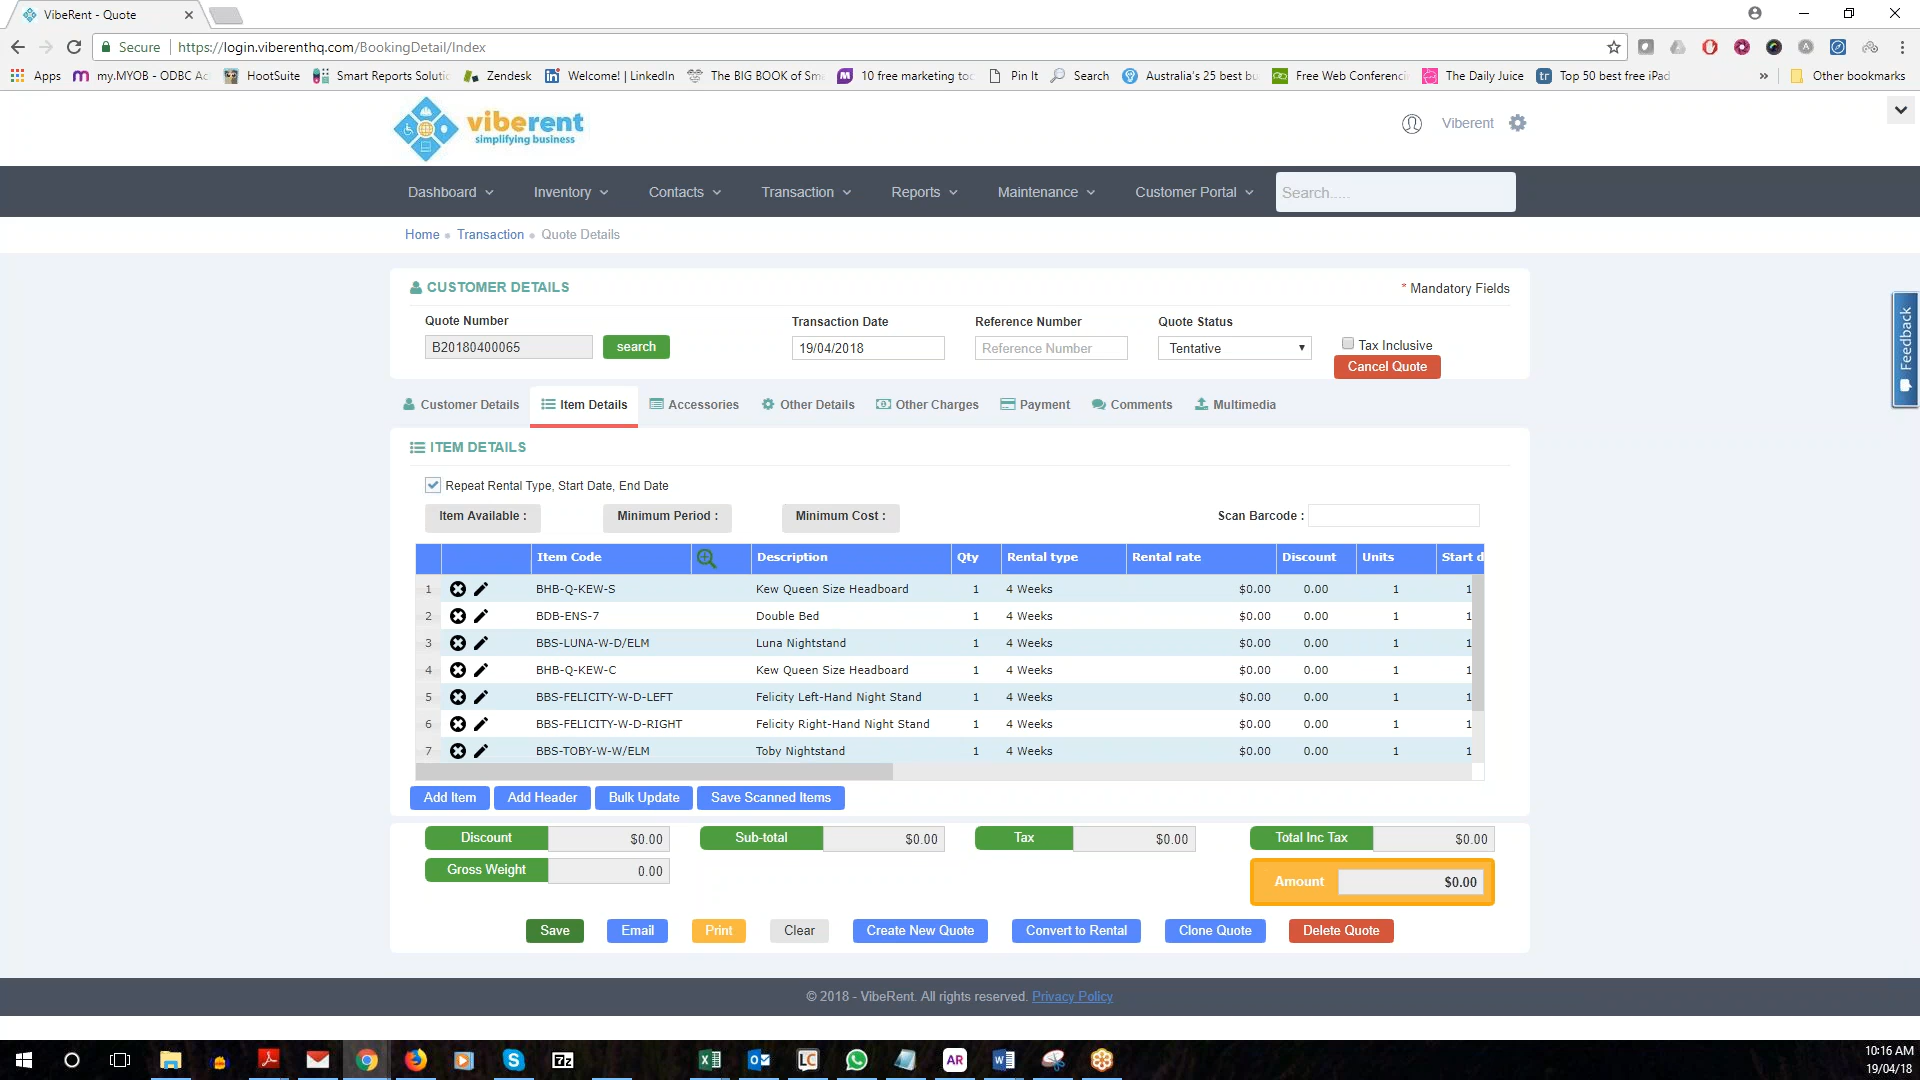 VibeRent - Quote
Secure https://login.viberenthq.com/BookingDetail/Index
Apps my.MYOB - ODBC Ac HootSuite Smart Reports Solutio Zendesk Welcome! | LinkedIn The BIG BOOK of Sm 10 free marketing too Pin It Search Australia's 25 best bu Free Web Conferenci The Daily Juice Top 50 best free iPad » Other bookmarks
viberent
simplifying business
Viberent
Dashboard Inventory Contacts Transaction Reports Maintenance Customer Portal Search.....
Home Transaction Quote Details
CUSTOMER DETAILS
* Mandatory Fields
Quote Number Transaction Date Reference Number Quote Status
B20180400065 search 19/04/2018 Reference Number Tentative Tax Inclusive
Cancel Quote
Feedback
Customer Details Item Details Accessories Other Details Other Charges Payment Comments Multimedia
ITEM DETAILS
Repeat Rental Type, Start Date, End Date
Item Available : Minimum Period : Minimum Cost : Scan Barcode :
Item Code Description Qty Rental type Rental rate Discount Units Start d
1 BHB-Q-KEW-S Kew Queen Size Headboard 1 4 Weeks $0.00 0.00 1 1
2 BDB-ENS-7 Double Bed 1 4 Weeks $0.00 0.00 1 1
3 BBS-LUNA-W-D/ELM Luna Nightstand 1 4 Weeks $0.00 0.00 1 1
4 BHB-Q-KEW-C Kew Queen Size Headboard 1 4 Weeks $0.00 0.00 1 1
5 BBS-FELICITY-W-D-LEFT Felicity Left-Hand Night Stand 1 4 Weeks $0.00 0.00 1 1
6 BBS-FELICITY-W-D-RIGHT Felicity Right-Hand Night Stand 1 4 Weeks $0.00 0.00 1 1
7 BBS-TOBY-W-W/ELM Toby Nightstand 1 4 Weeks $0.00 0.00 1 1
Add Item Add Header Bulk Update Save Scanned Items
Discount $0.00 Sub-total $0.00 Tax $0.00 Total Inc Tax $0.00
Gross Weight 0.00 Amount $0.00
Save Email Print Clear Create New Quote Convert to Rental Clone Quote Delete Quote
© 2018 - VibeRent. All rights reserved. Privacy Policy
10:16 AM
19/04/18